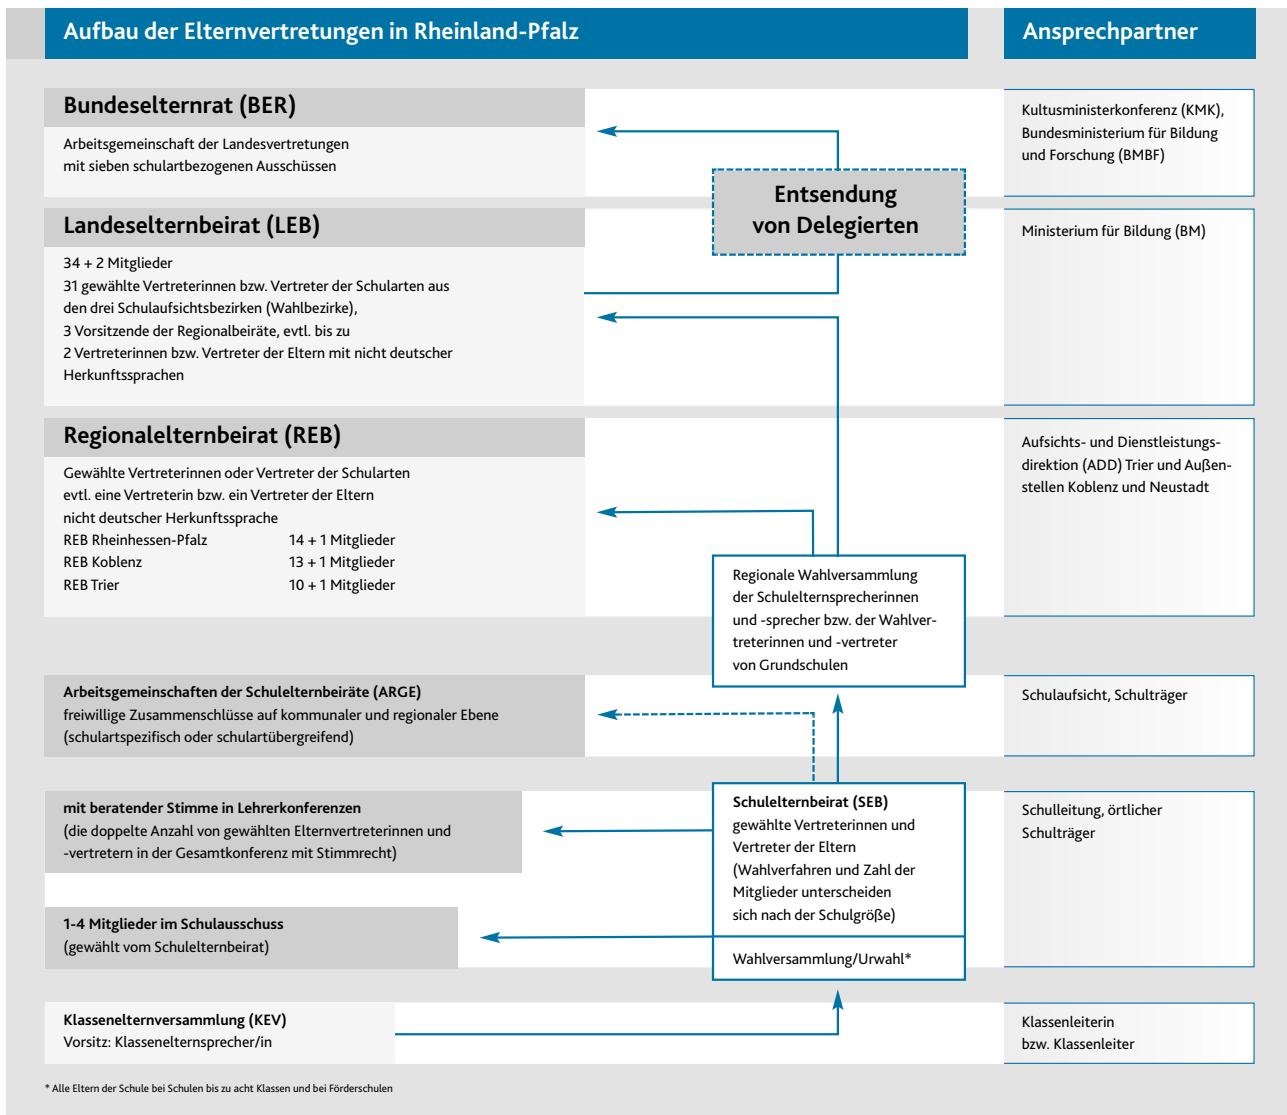 Aufbau der Elternvertretungen in Rheinland-Pfalz
Ansprechpartner
Bundeselternrat (BER)
Arbeitsgemeinschaft der Landesvertretungen
mit sieben schulartbezogenen Ausschüssen
Kultusministerkonferenz (KMK),
Bundesministerium für Bildung
und Forschung (BMBF)
Entsendung
von Delegierten
Landeselternbeirat (LEB)
34 + 2 Mitglieder
31 gewählte Vertreterinnen bzw. Vertreter der Schularten aus
den drei Schulaufsichtsbezirken (Wahlbezirke),
3 Vorsitzende der Regionalbeiräte, evtl. bis zu
2 Vertreterinnen bzw. Vertreter der Eltern mit nicht deutscher
Herkunftssprachen
Ministerium für Bildung (BM)
Regionalelternbeirat (REB)
Gewählte Vertreterinnen oder Vertreter der Schularten
evtl. eine Vertreterin bzw. ein Vertreter der Eltern
nicht deutscher Herkunftssprache
REB Rheinhessen-Pfalz 14 + 1 Mitglieder
REB Koblenz 13 + 1 Mitglieder
REB Trier 10 + 1 Mitglieder
Aufsichts- und Dienstleistungs-
direktion (ADD) Trier und Außen-
stellen Koblenz und Neustadt
Regionale Wahlversammlung
der Schulelternsprecherinnen
und -sprecher bzw. der Wahlver-
treterinnen und -vertreter
von Grundschulen
Arbeitsgemeinschaften der Schulelternbeiräte (ARGE)
freiwillige Zusammenschlüsse auf kommunaler und regionaler Ebene
(schulartspezifisch oder schulartübergreifend)
Schulaufsicht, Schulträger
mit beratender Stimme in Lehrerkonferenzen
(die doppelte Anzahl von gewählten Elternvertreterinnen und
-vertretern in der Gesamtkonferenz mit Stimmrecht)
Schulelternbeirat (SEB)
gewählte Vertreterinnen und
Vertreter der Eltern
(Wahlverfahren und Zahl der
Mitglieder unterscheiden
sich nach der Schulgröße)
Wahlversammlung/Urwahl*
Schulleitung, örtlicher
Schulträger
1-4 Mitglieder im Schulausschuss
(gewählt vom Schulelternbeirat)
Klassenelternversammlung (KEV)
Vorsitz: Klassenelternsprecher/in
Klassenleiterin
bzw. Klassenleiter
* Alle Eltern der Schule bei Schulen bis zu acht Klassen und bei Förderschulen